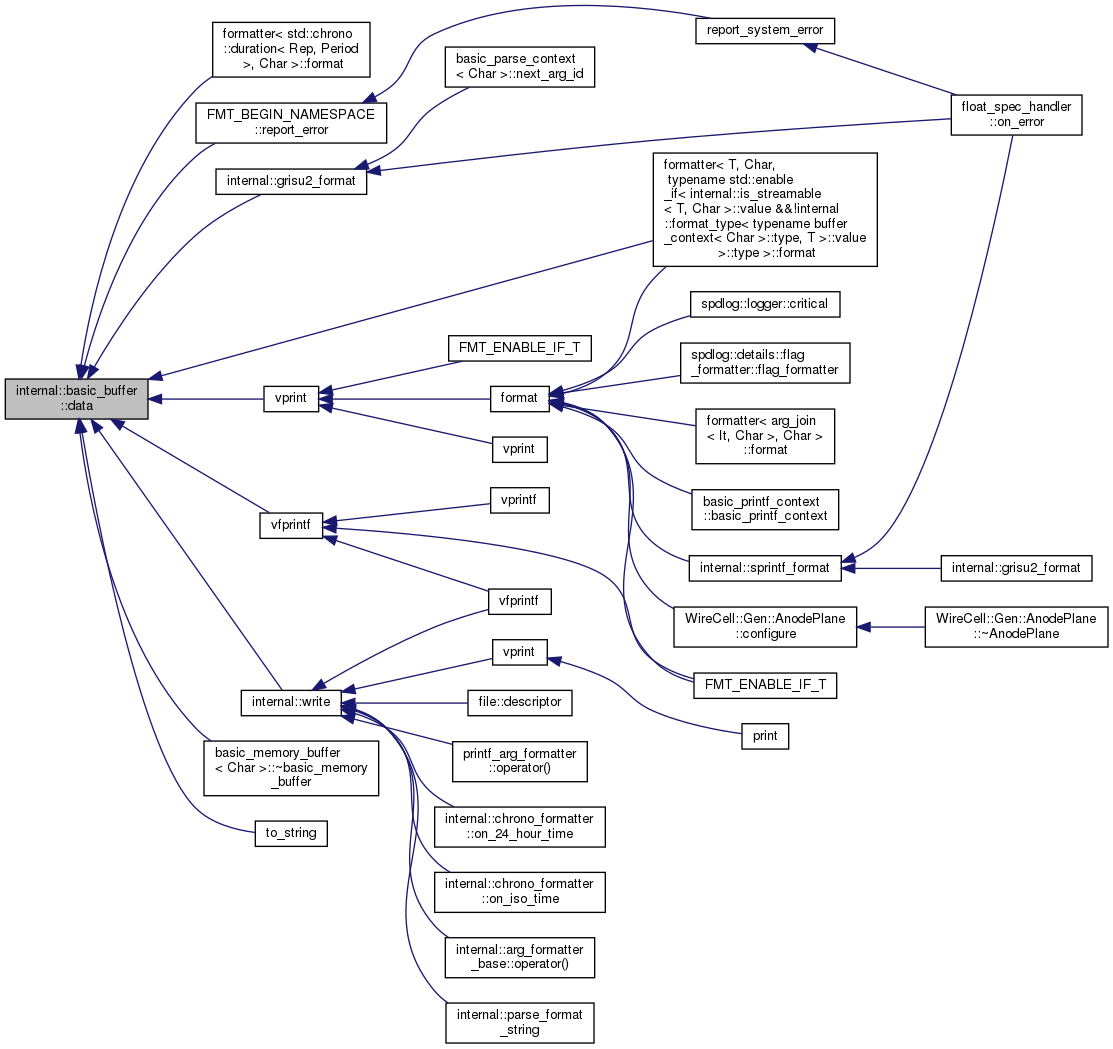 formatter< std::chrono
::duration< Rep, Period
>, Char >::format
report_system_error
basic_parse_context
< Char >::next_arg_id
FMT_BEGIN_NAMESPACE
::report_error
float_spec_handler
::on_error
internal::grisu2_format
formatter< T, Char,
typename std::enable
_if< internal::is_streamable
< T, Char >::value &&!internal
::format_type< typename buffer
_context< Char >::type, T >::value
>::type >::format
spdlog::logger::critical
FMT_ENABLE_IF_T
spdlog::details::flag
_formatter::flag_formatter
internal::basic_buffer
::data
vprint
format
formatter< arg_join
< It, Char >, Char >
::format
vprint
basic_printf_context
::basic_printf_context
vprintf
vfprintf
internal::sprintf_format
internal::grisu2_format
vfprintf
WireCell::Gen::AnodePlane
::configure
WireCell::Gen::AnodePlane
::~AnodePlane
vprint
FMT_ENABLE_IF_T
internal::write
file::descriptor
print
basic_memory_buffer
< Char >::~basic_memory
_buffer
printf_arg_formatter
::operator()
to_string
internal::chrono_formatter
::on_24_hour_time
internal::chrono_formatter
::on_iso_time
internal::arg_formatter
_base::operator()
internal::parse_format
_string